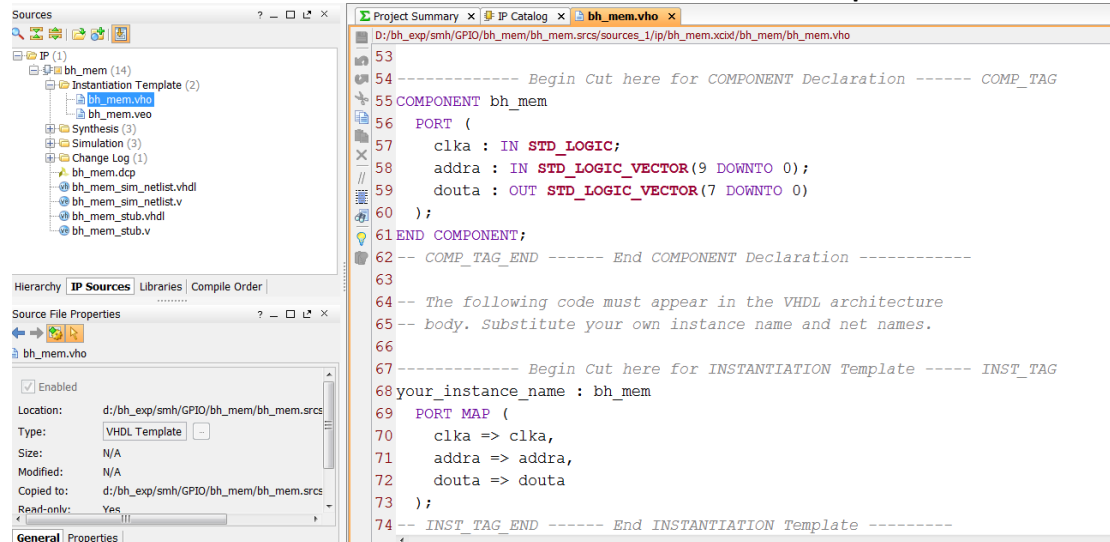 Sources
IP (1)
bh_mem (14)
Instantiation Template (2)
bh_mem.vho
bh_mem.veo
Synthesis (3)
Simulation (3)
Change Log (1)
bh_mem.dcp
bh_mem_sim_netlist.vhdl
bh_mem_sim_netlist.v
bh_mem_stub.vhdl
bh_mem_stub.v
Hierarchy IP Sources Libraries Compile Order
Source File Properties
bh_mem.vho
Enabled
Location: d:/bh_exp/smh/GPIO/bh_mem/bh_mem.srcs
Type: VHDL Template
Size: N/A
Modified: N/A
Copied to: d:/bh_exp/smh/GPIO/bh_mem/bh_mem.srcs
Read-only: Yes
General Properties
Project Summary IP Catalog bh_mem.vho
D:/bh_exp/smh/GPIO/bh_mem/bh_mem.srcs/sources_1/ip/bh_mem.xcid/bh_mem/bh_mem.vho
53
54 ------------- Begin Cut here for COMPONENT Declaration ------ COMP_TAG
55 COMPONENT bh_mem
56   PORT (
57     clka : IN STD_LOGIC;
58     addra : IN STD_LOGIC_VECTOR(9 DOWNTO 0);
59     douta : OUT STD_LOGIC_VECTOR(7 DOWNTO 0)
60   );
61 END COMPONENT;
62 -- COMP_TAG_END ------ End COMPONENT Declaration ------------
63
64 -- The following code must appear in the VHDL architecture
65 -- body. Substitute your own instance name and net names.
66
67 ------------- Begin Cut here for INSTANTIATION Template ----- INST_TAG
68 your_instance_name : bh_mem
69   PORT MAP (
70     clka => clka,
71     addra => addra,
72     douta => douta
73   );
74 -- INST_TAG_END ------ End INSTANTIATION Template ---------